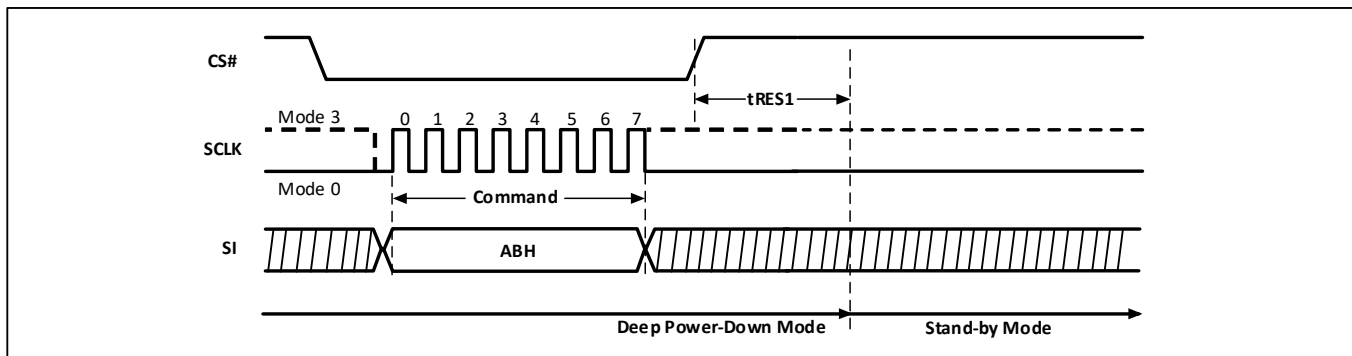 CS#
tRES1
Mode 3
0 1 2 3 4 5 6 7
SCLK
Mode 0
Command
SI
ABH
Deep Power-Down Mode
Stand-by Mode